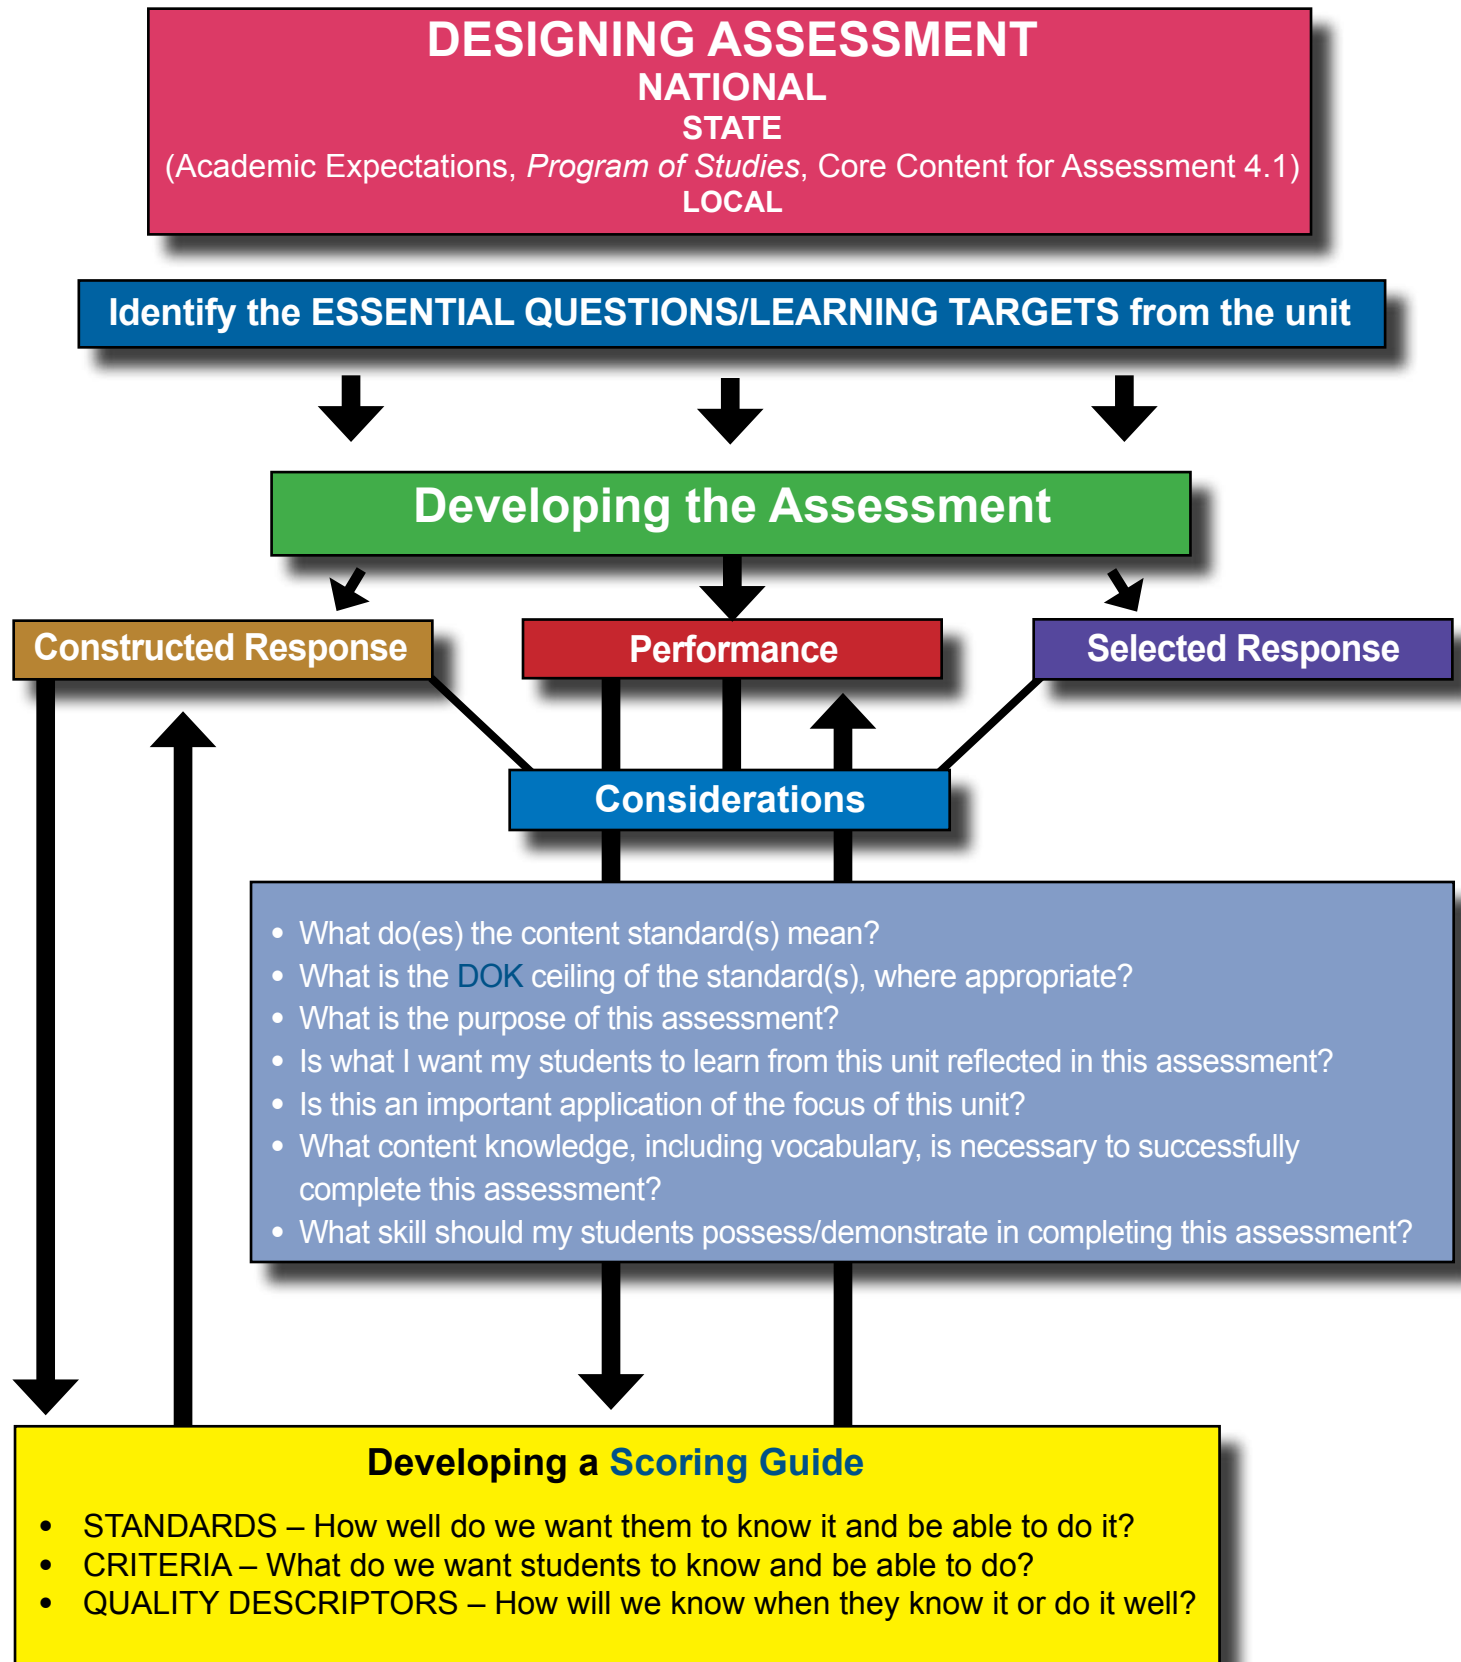 DESIGNING ASSESSMENT
NATIONAL
STATE
(Academic Expectations, Program of Studies, Core Content for Assessment 4.1)
LOCAL
Identify the ESSENTIAL QUESTIONS/LEARNING TARGETS from the unit
Developing the Assessment
Constructed Response
Performance
Selected Response
Considerations
• What do(es) the content standard(s) mean?
• What is the DOK ceiling of the standard(s), where appropriate?
• What is the purpose of this assessment?
• Is what I want my students to learn from this unit reflected in this assessment?
• Is this an important application of the focus of this unit?
• What content knowledge, including vocabulary, is necessary to successfully
complete this assessment?
• What skill should my students possess/demonstrate in completing this assessment?
Developing a Scoring Guide
• STANDARDS – How well do we want them to know it and be able to do it?
• CRITERIA – What do we want students to know and be able to do?
• QUALITY DESCRIPTORS – How will we know when they know it or do it well?